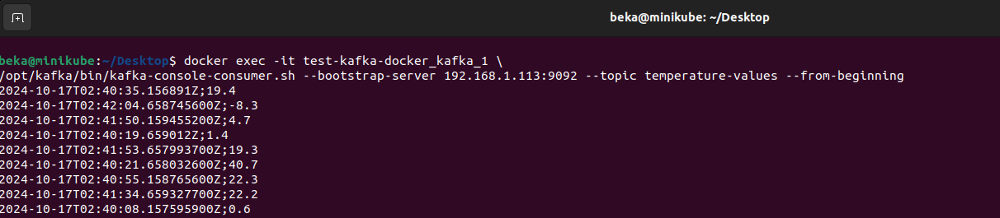 beka@minikube: ~/Desktop
beka@minikube:~/Desktop$ docker exec -it test-kafka-docker_kafka_1 \
/opt/kafka/bin/kafka-console-consumer.sh --bootstrap-server 192.168.1.113:9092 --topic temperature-values --from-beginning
2024-10-17T02:40:35.156891Z;19.4
2024-10-17T02:42:04.658745600Z;-8.3
2024-10-17T02:41:50.159455200Z;4.7
2024-10-17T02:40:19.659012Z;1.4
2024-10-17T02:41:53.657993700Z;19.3
2024-10-17T02:40:21.658032600Z;40.7
2024-10-17T02:40:55.158765600Z;22.3
2024-10-17T02:41:34.659327700Z;22.2
2024-10-17T02:40:08.157595900Z;0.6